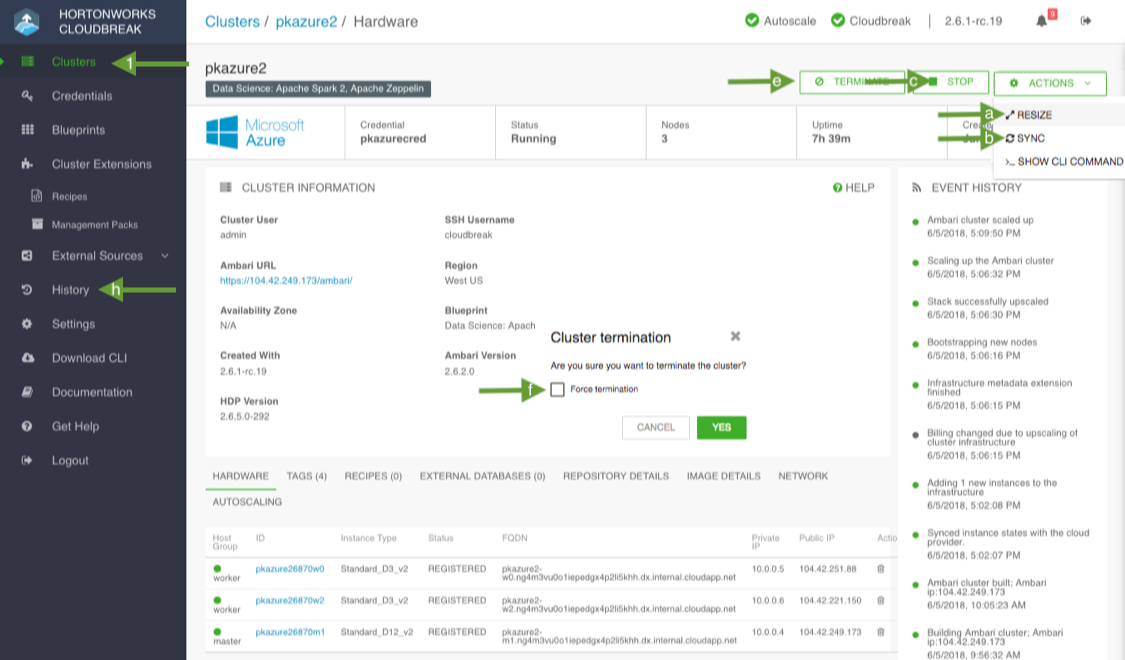 HORTONWORKS
CLOUDBREAK
Clusters
1
Credentials
Blueprints
Cluster Extensions
Recipes
Management Packs
External Sources
History
h
Settings
Download CLI
Documentation
Get Help
Logout
Clusters / pkazure2 / Hardware
Autoscale
Cloudbreak
2.6.1-rc.19
9
pkazure2
Data Science: Apache Spark 2, Apache Zeppelin
e
TERMINATE
c
STOP
ACTIONS
a
RESIZE
b
SYNC
>_ SHOW CLI COMMAND
Microsoft
Azure
Credential
pkazurecred
Status
Running
Nodes
3
Uptime
7h 39m
CLUSTER INFORMATION
HELP
Cluster User
admin
SSH Username
cloudbreak
Ambari URL
https://104.42.249.173/ambari/
Region
West US
Availability Zone
N/A
Blueprint
Data Science: Apach
Created With
2.6.1-rc.19
Ambari Version
2.6.2.0
HDP Version
2.6.5.0-292
Cluster termination
Are you sure you want to terminate the cluster?
f
Force termination
CANCEL
YES
EVENT HISTORY
Ambari cluster scaled up
6/5/2018, 5:09:50 PM
Scaling up the Ambari cluster
6/5/2018, 5:06:32 PM
Stack successfully upscaled
6/5/2018, 5:06:30 PM
Bootstrapping new nodes
6/5/2018, 5:06:16 PM
Infrastructure metadata extension
finished
6/5/2018, 5:06:15 PM
Billing changed due to upscaling of
cluster infrastructure
6/5/2018, 5:06:15 PM
Adding 1 new instances to the
infrastructure
6/5/2018, 5:02:08 PM
Synced instance states with the cloud
provider.
6/5/2018, 5:02:07 PM
Ambari cluster built; Ambari
ip:104.42.249.173
6/5/2018, 10:05:23 AM
Building Ambari cluster; Ambari
ip:104.42.249.173
6/5/2018, 9:56:32 AM
HARDWARE TAGS (4) RECIPES (0) EXTERNAL DATABASES (0) REPOSITORY DETAILS IMAGE DETAILS NETWORK
AUTOSCALING
Host
Group
ID
Instance Type
Status
FQDN
Private
IP
Public IP
Actio
worker
pkazure26870w0
Standard_D3_v2
REGISTERED
pkazure2-
w0.ng4m3vu0o1iepedgx4p2li5khh.dx.internal.cloudapp.net
10.0.0.5
104.42.251.88
worker
pkazure26870w2
Standard_D3_v2
REGISTERED
pkazure2-
w2.ng4m3vu0o1iepedgx4p2li5khh.dx.internal.cloudapp.net
10.0.0.6
104.42.221.150
master
pkazure26870m1
Standard_D12_v2
REGISTERED
pkazure2-
m1.ng4m3vu0o1iepedgx4p2li5khh.dx.internal.cloudapp.net
10.0.0.4
104.42.249.173